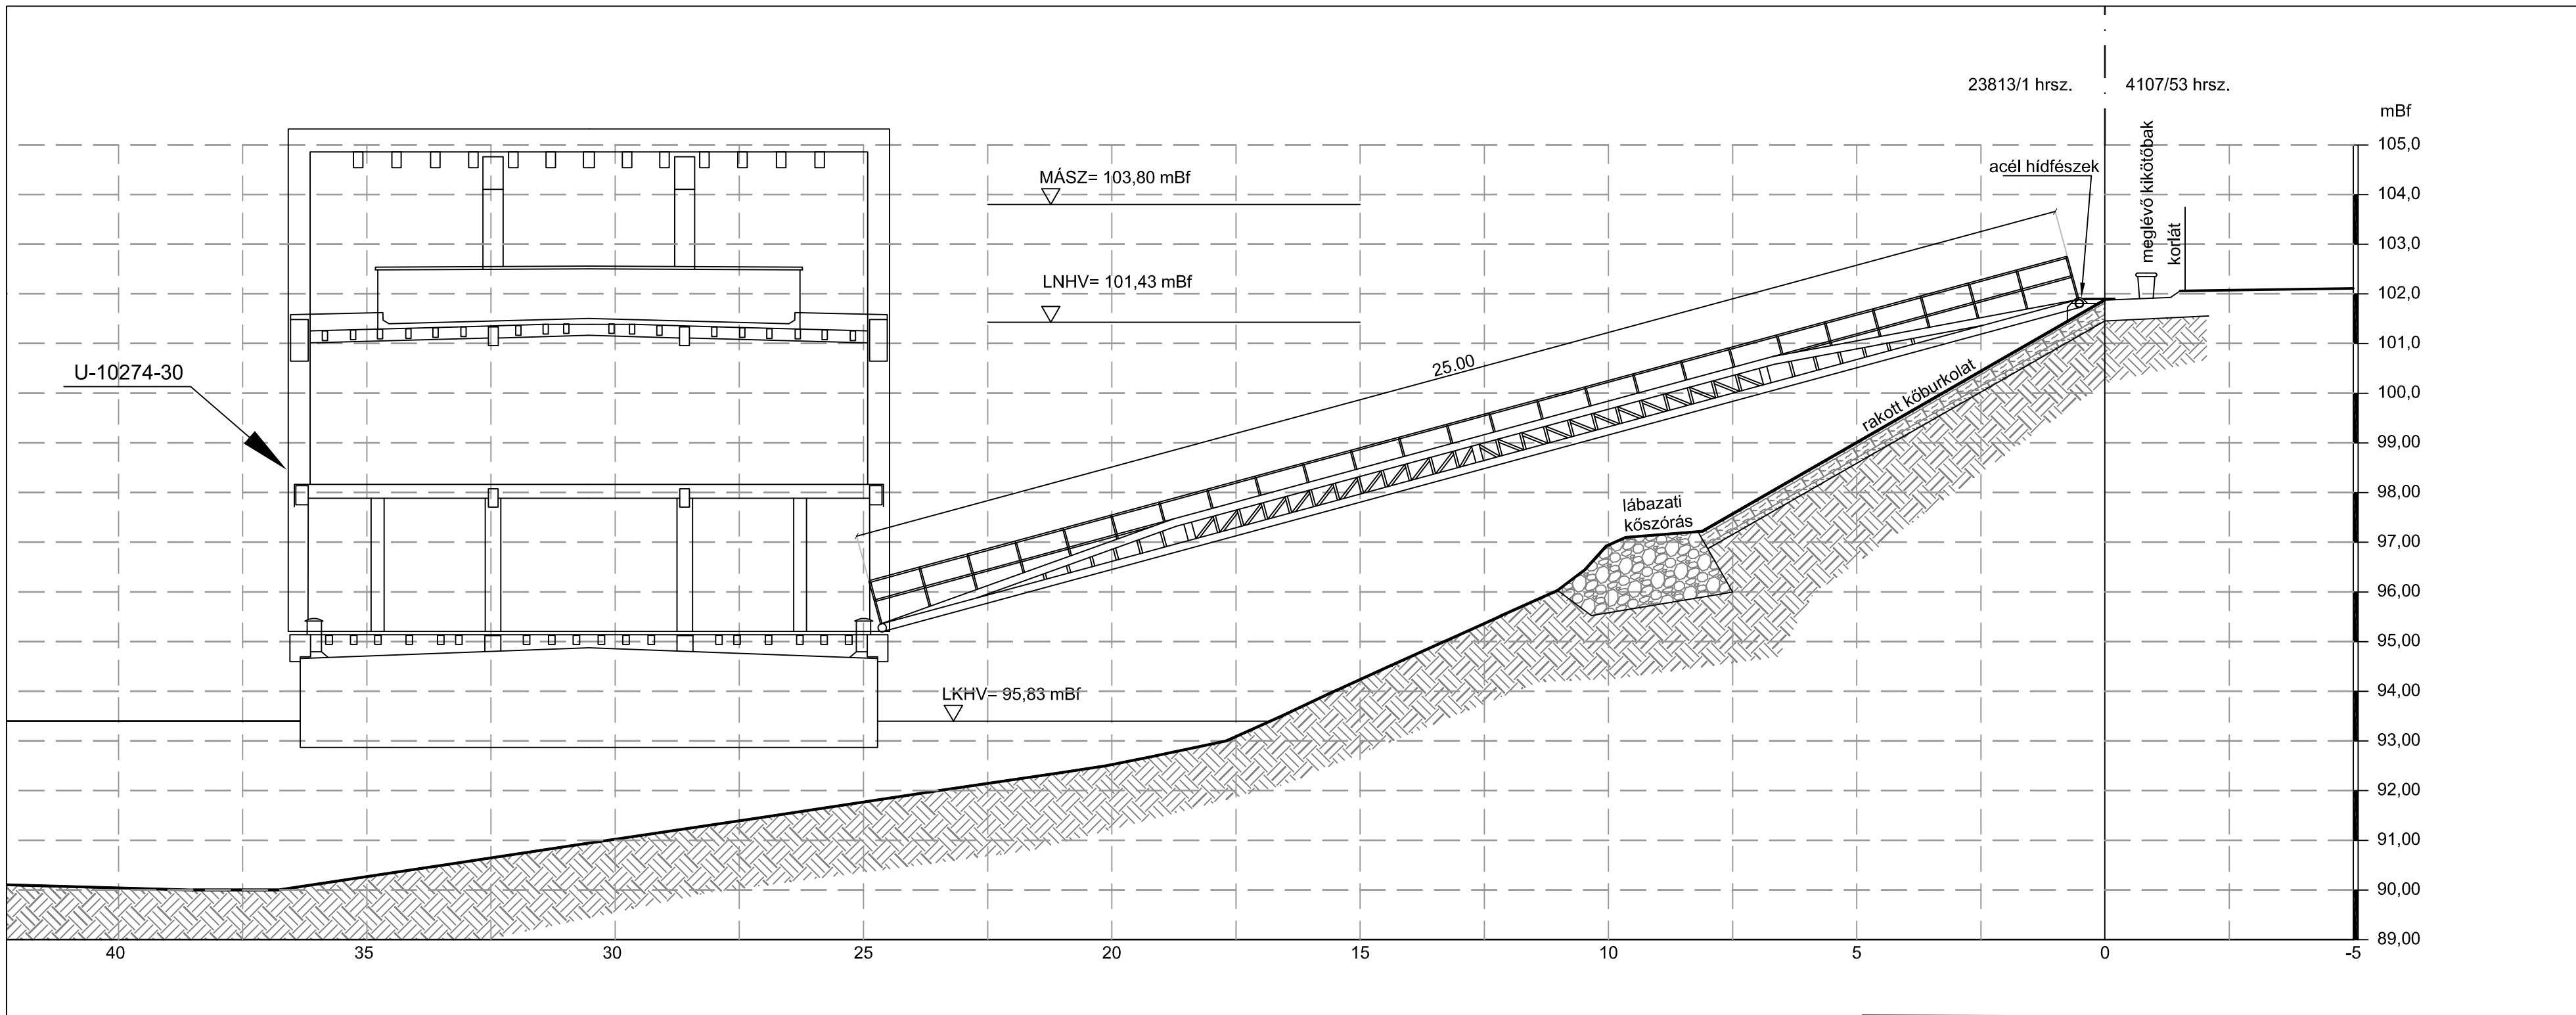 23813/1 hrsz.
4107/53 hrsz.
mBf
105,0
acél hídfészek
meglévő kikötőbak
korlát
MÁSZ= 103,80 mBf
104,0
103,0
LNHV= 101,43 mBf
102,0
101,0
U-10274-30
25.00
rakott kőburkolat
100,0
99,00
98,00
lábazati
kőszórás
97,00
96,00
95,00
LKHV= 95,83 mBf
94,00
93,00
92,00
91,00
90,00
89,00
40
35
30
25
20
15
10
5
0
-5